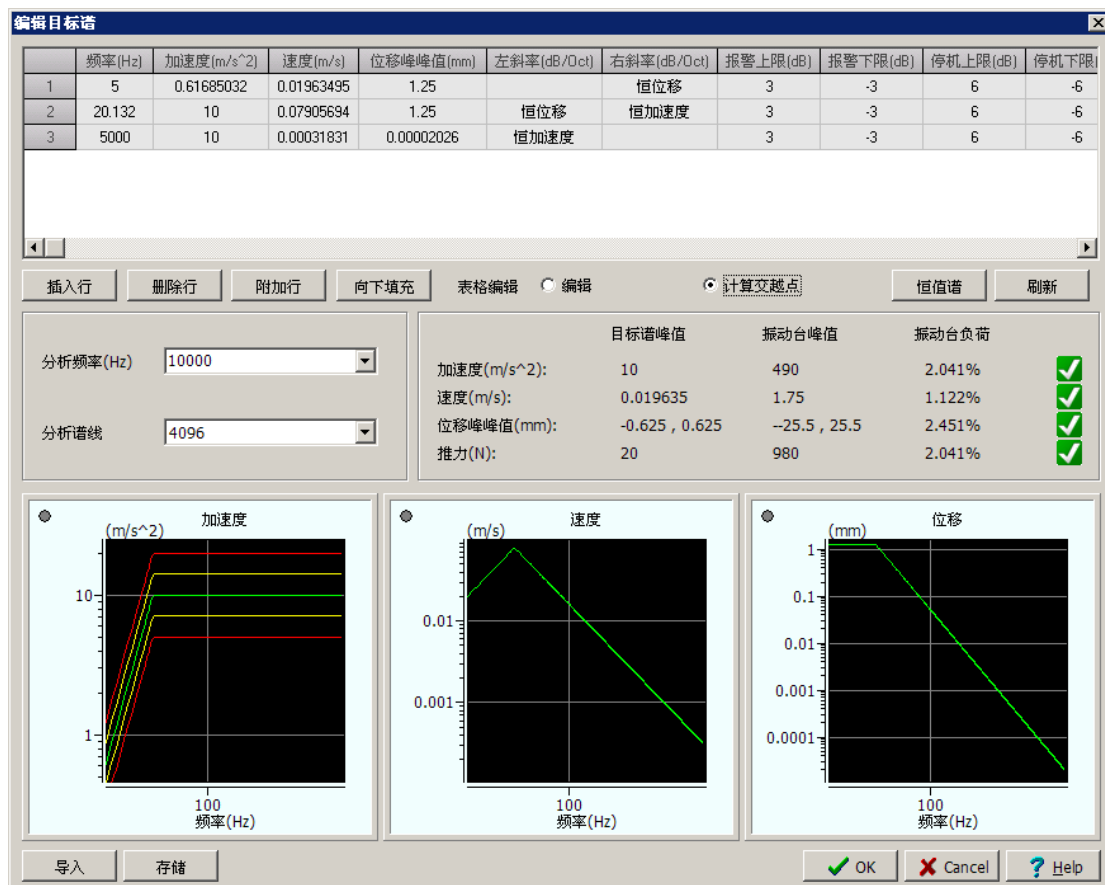 编辑目标谱
频率(Hz) 加速度(m/s^2) 速度(m/s) 位移峰峰值(mm) 左斜率(dB/Oct) 右斜率(dB/Oct) 报警上限(dB) 报警下限(dB) 停机上限(dB) 停机下限(
1 5 0.61685032 0.01963495 1.25 恒位移 3 -3 6 -6
2 20.132 10 0.07905694 1.25 恒位移 恒加速度 3 -3 6 -6
3 5000 10 0.00031831 0.00002026 恒加速度 3 -3 6 -6
插入行 删除行 附加行 向下填充 表格编辑 编辑 计算交越点 恒值谱 刷新
分析频率(Hz) 10000
分析谱线 4096
目标谱峰值 振动台峰值 振动台负荷
加速度(m/s^2): 10 490 2.041%
速度(m/s): 0.019635 1.75 1.122%
位移峰峰值(mm): -0.625 , 0.625 --25.5 , 25.5 2.451%
推力(N): 20 980 2.041%
加速度
(m/s^2)
10
1
100
频率(Hz)
速度
(m/s)
0.01
0.001
100
频率(Hz)
位移
(mm)
1
0.1
0.01
0.001
0.0001
100
频率(Hz)
导入 存储 OK Cancel Help